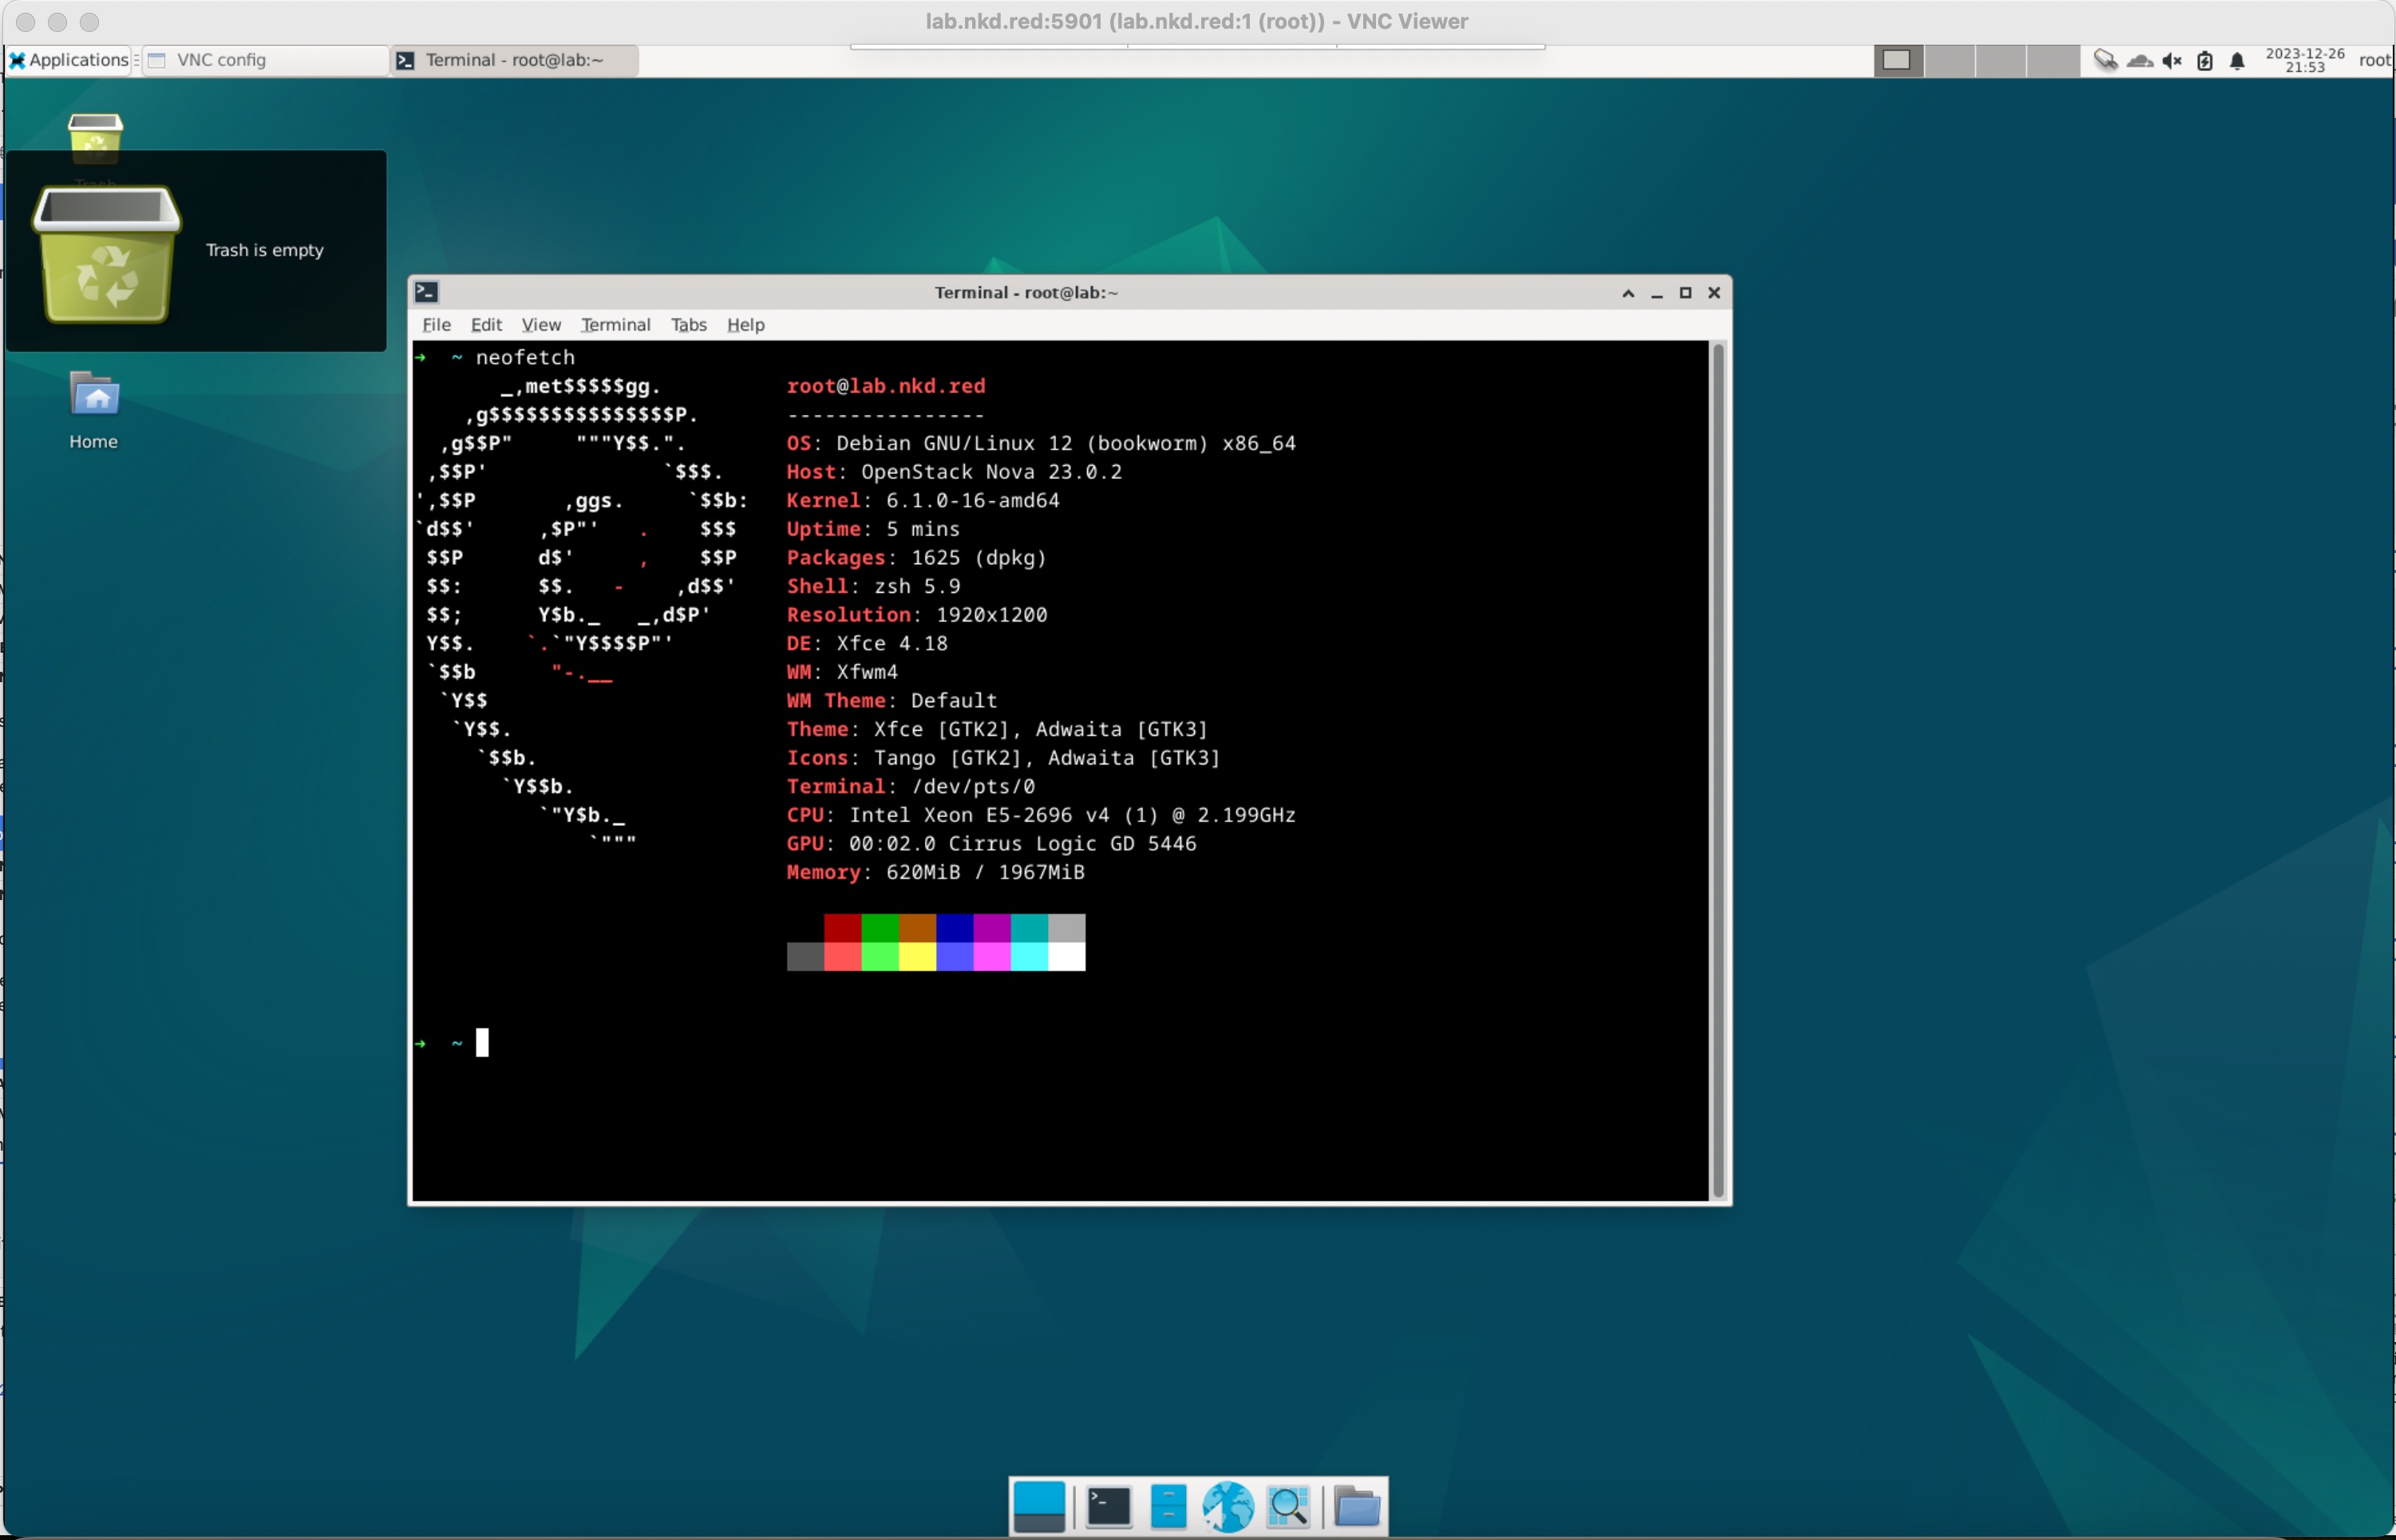 lab.nkd.red:5901 (lab.nkd.red:1 (root)) - VNC Viewer
Applications
VNC config
Terminal - root@lab:~
2023-12-26
21:53
root
Trash is empty
Home
Terminal - root@lab:~
File Edit View Terminal Tabs Help
→  ~ neofetch
       _,met$$$$$gg.          root@lab.nkd.red
    ,g$$$$$$$$$$$$$$$P.       ----------------
  ,g$$P"     """Y$$.".        OS: Debian GNU/Linux 12 (bookworm) x86_64
 ,$$P'              `$$$.     Host: OpenStack Nova 23.0.2
',$$P       ,ggs.     `$$b:   Kernel: 6.1.0-16-amd64
`d$$'     ,$P"'   .    $$$    Uptime: 5 mins
 $$P      d$'     ,    $$P    Packages: 1625 (dpkg)
 $$:      $$.   -    ,d$$'    Shell: zsh 5.9
 $$;      Y$b._   _,d$P'      Resolution: 1920x1200
 Y$$.    `.`"Y$$$$P"'         DE: Xfce 4.18
 `$$b      "-.__              WM: Xfwm4
  `Y$$                        WM Theme: Default
   `Y$$.                      Theme: Xfce [GTK2], Adwaita [GTK3]
     `$$b.                    Icons: Tango [GTK2], Adwaita [GTK3]
       `Y$$b.                 Terminal: /dev/pts/0
          `"Y$b._             CPU: Intel Xeon E5-2696 v4 (1) @ 2.199GHz
              `"""            GPU: 00:02.0 Cirrus Logic GD 5446
                              Memory: 620MiB / 1967MiB
→  ~